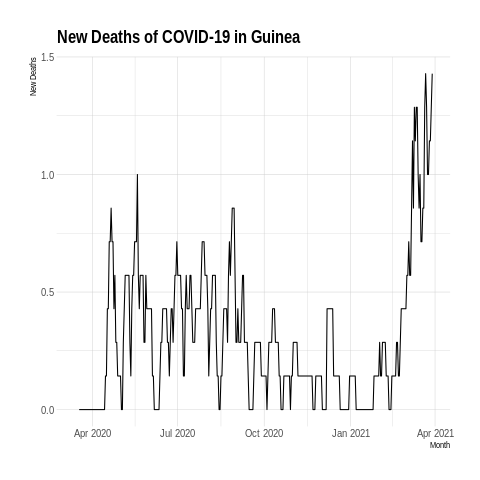 New Deaths of COVID-19 in Guinea
New Deaths
1.5
1.0
0.5
0.0
Apr 2020
Jul 2020
Oct 2020
Jan 2021
Apr 2021
Month